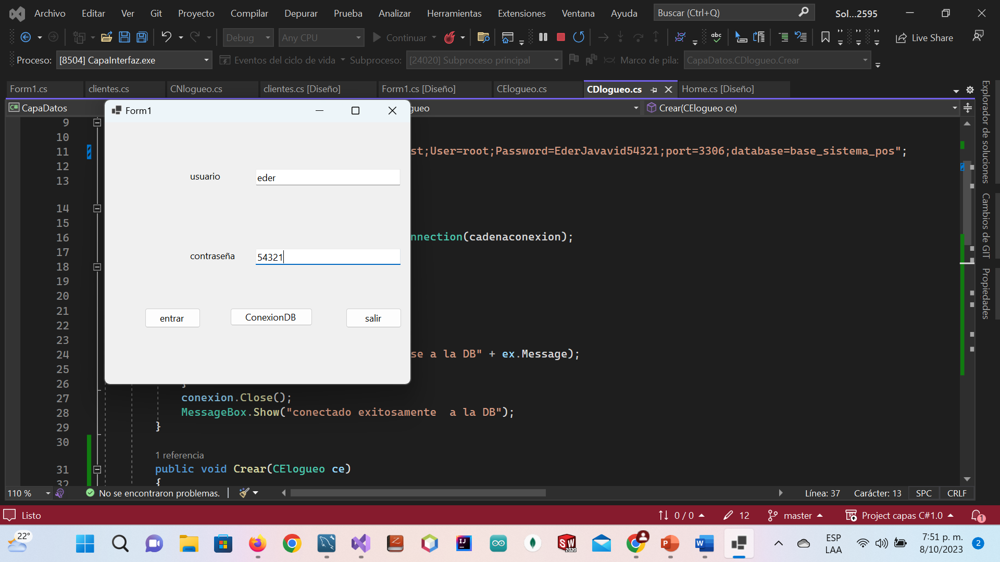 Archivo Editar Ver Git Proyecto Compilar Depurar Prueba Analizar Herramientas Extensiones Ventana Ayuda Buscar (Ctrl+Q) Sol...2595
Debug Any CPU Continuar Live Share
Proceso: [8504] CapaInterfaz.exe Eventos del ciclo de vida Subproceso: [24020] Subproceso principal Marco de pila: CapaDatos.CDlogueo.Crear
Form1.cs clientes.cs CNlogueo.cs clientes.cs [Diseño] Form1.cs [Diseño] CElogueo.cs CDlogueo.cs Home.cs [Diseño]
CapaDatos gueo Crear(CElogueo ce)
Form1
usuario eder
contraseña 54321
entrar ConexionDB salir
9
10
11 st;User=root;Password=EderJavavid54321;port=3306;database=base_sistema_pos";
12
13
14
15
16 nnection(cadenaconexion);
17
18
19
20
21
22
23
24 se a la DB" + ex.Message);
25
26 }
27 conexion.Close();
28 MessageBox.Show("conectado exitosamente  a la DB");
29 }
30
1 referencia
31 public void Crear(CElogueo ce)
32 {
Explorador de soluciones
Cambios de GIT
Propiedades
110 % No se encontraron problemas. Línea: 37 Carácter: 13 SPC CRLF
Listo 0 / 0 12 master Project capas C#1.0 1
22° ESP LAA 7:51 p. m. 8/10/2023 2
abc
C#
IJ
SW 2020
P
W